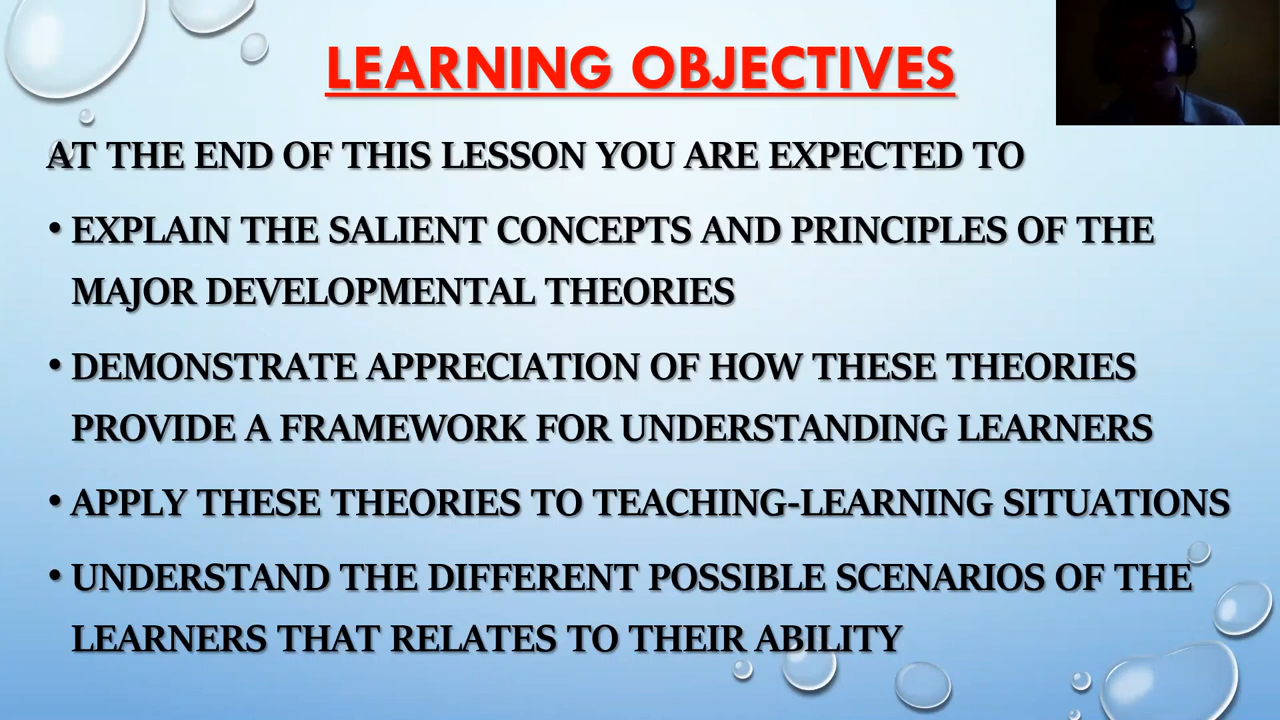 LEARNING OBJECTIVES
AT THE END OF THIS LESSON YOU ARE EXPECTED TO
• EXPLAIN THE SALIENT CONCEPTS AND PRINCIPLES OF THE
MAJOR DEVELOPMENTAL THEORIES
• DEMONSTRATE APPRECIATION OF HOW THESE THEORIES
PROVIDE A FRAMEWORK FOR UNDERSTANDING LEARNERS
• APPLY THESE THEORIES TO TEACHING-LEARNING SITUATIONS
• UNDERSTAND THE DIFFERENT POSSIBLE SCENARIOS OF THE
LEARNERS THAT RELATES TO THEIR ABILITY